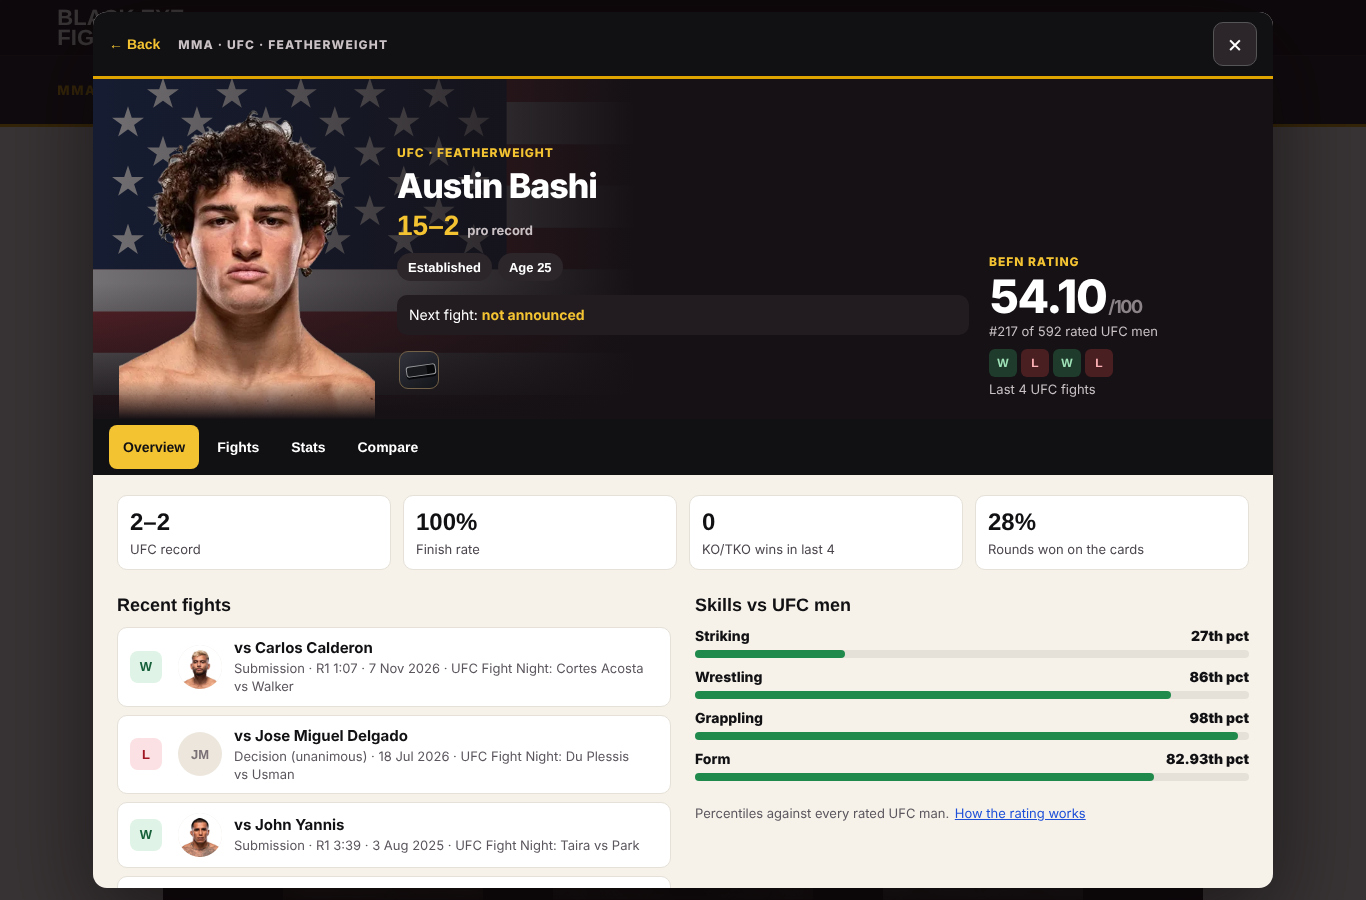 BLACK EYE
FIG
MMA
← Back
MMA · UFC · FEATHERWEIGHT
×
UFC · FEATHERWEIGHT
Austin Bashi
15–2 pro record
Established
Age 25
Next fight: not announced
BEFN RATING
54.10/100
#217 of 592 rated UFC men
W L W L
Last 4 UFC fights
Overview
Fights
Stats
Compare
2–2
UFC record
100%
Finish rate
0
KO/TKO wins in last 4
28%
Rounds won on the cards
Recent fights
W
vs Carlos Calderon
Submission · R1 1:07 · 7 Nov 2026 · UFC Fight Night: Cortes Acosta
vs Walker
L
JM
vs Jose Miguel Delgado
Decision (unanimous) · 18 Jul 2026 · UFC Fight Night: Du Plessis
vs Usman
W
vs John Yannis
Submission · R1 3:39 · 3 Aug 2025 · UFC Fight Night: Taira vs Park
Skills vs UFC men
Striking 27th pct
Wrestling 86th pct
Grappling 98th pct
Form 82.93th pct
Percentiles against every rated UFC man. How the rating works